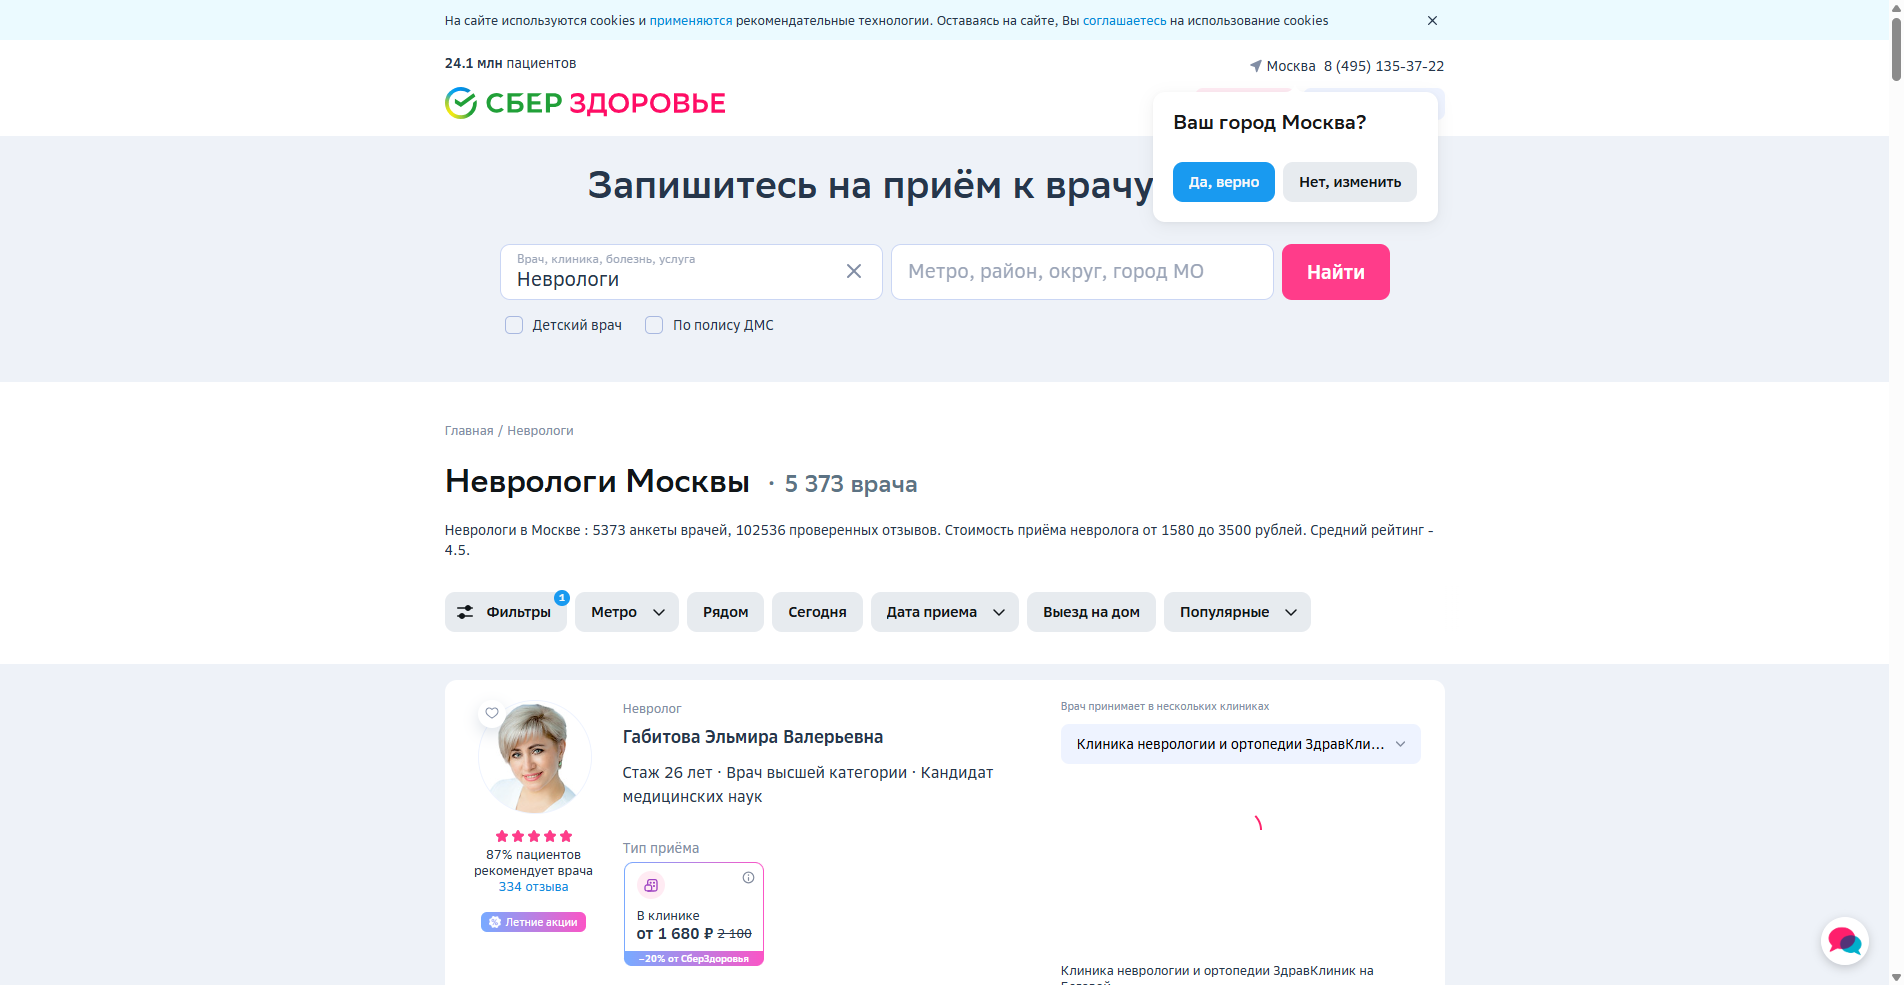 На сайте используются cookies и применяются рекомендательные технологии. Оставаясь на сайте, Вы соглашаетесь на использование cookies
24.1 млн пациентов
Москва 8 (495) 135-37-22
СБЕР ЗДОРОВЬЕ
Ваш город Москва?
Да, верно
Нет, изменить
Запишитесь на приём к врачу
Врач, клиника, болезнь, услуга
Неврологи
Метро, район, округ, город МО
Найти
Детский врач
По полису ДМС
Главная / Неврологи
Неврологи Москвы · 5 373 врача
Неврологи в Москве : 5373 анкеты врачей, 102536 проверенных отзывов. Стоимость приёма невролога от 1580 до 3500 рублей. Средний рейтинг -
4.5.
Фильтры 1
Метро
Рядом
Сегодня
Дата приема
Выезд на дом
Популярные
87% пациентов
рекомендует врача
334 отзыва
Летние акции
Невролог
Габитова Эльмира Валерьевна
Стаж 26 лет · Врач высшей категории · Кандидат
медицинских наук
Тип приёма
В клинике
от 1 680 ₽ 2 100
−20% от СберЗдоровья
Врач принимает в нескольких клиниках
Клиника неврологии и ортопедии ЗдравКли...
Клиника неврологии и ортопедии ЗдравКлиник на